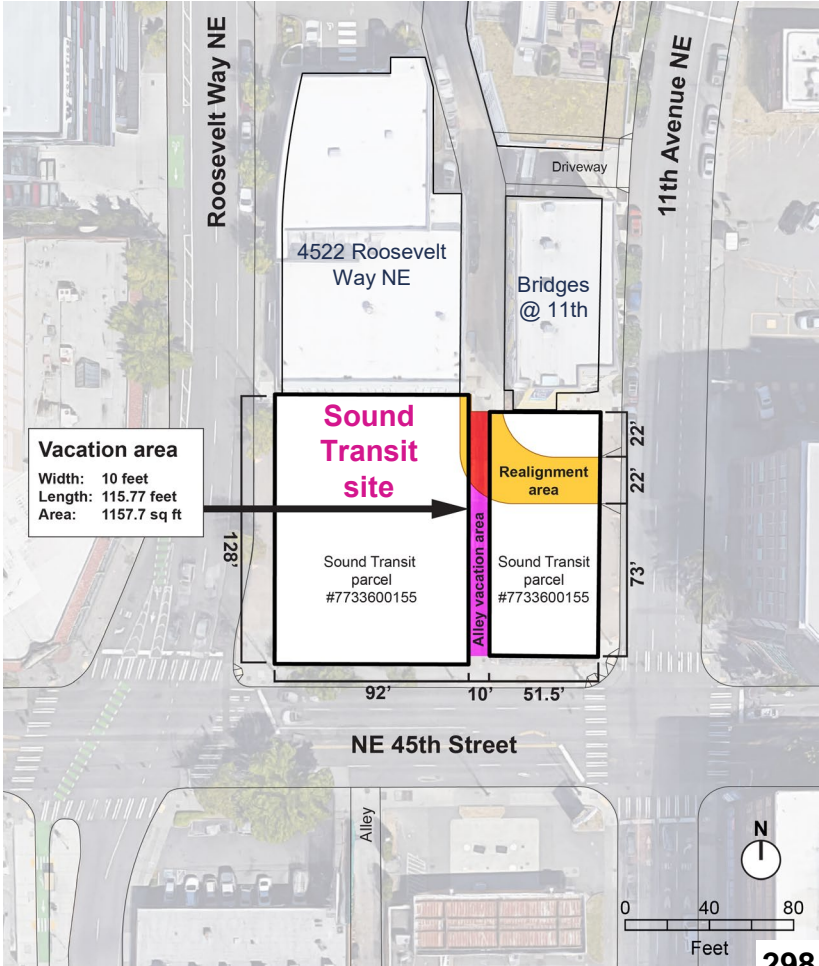 Roosevelt Way NE
11th Avenue NE
Driveway
4522 Roosevelt
Way NE
Bridges
@ 11th
Sound
Transit
site
Vacation area
Width: 10 feet
Length: 115.77 feet
Area: 1157.7 sq ft
Realignment
area
22'
22'
73'
128'
Sound Transit
parcel
#7733600155
Alley vacation area
Sound Transit
parcel
#7733600155
92'
10'
51.5'
NE 45th Street
Alley
N
0 40 80
Feet
298